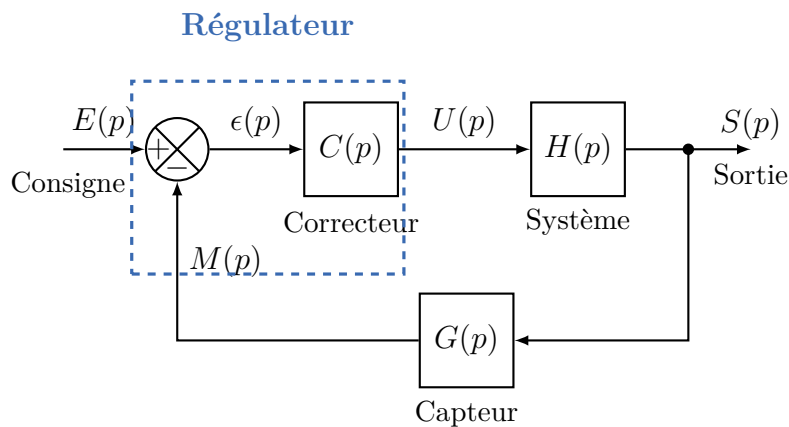 Régulateur
E(p)
Consigne
+
−
ϵ(p)
C(p)
Correcteur
U(p)
H(p)
Système
S(p)
Sortie
M(p)
G(p)
Capteur